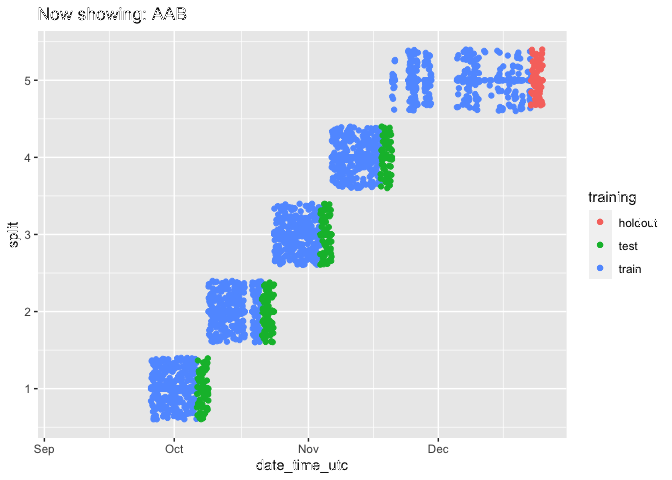 Now showing: AAB
5
4
3
2
1
split
Sep Oct Nov Dec
date_time_utc
training
holdout
test
train